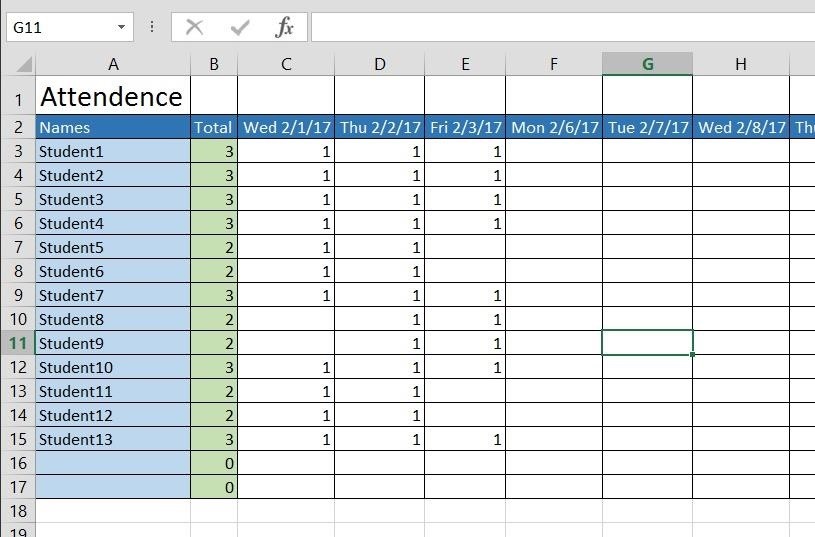 G11 fx
A B C D E F G H
1 Attendence
2 Names Total Wed 2/1/17 Thu 2/2/17 Fri 2/3/17 Mon 2/6/17 Tue 2/7/17 Wed 2/8/17
3 Student1 3 1 1 1
4 Student2 3 1 1 1
5 Student3 3 1 1 1
6 Student4 3 1 1 1
7 Student5 2 1 1
8 Student6 2 1 1
9 Student7 3 1 1 1
10 Student8 2 1 1
11 Student9 2 1 1
12 Student10 3 1 1 1
13 Student11 2 1 1
14 Student12 2 1 1
15 Student13 3 1 1 1
16 0
17 0
18
19